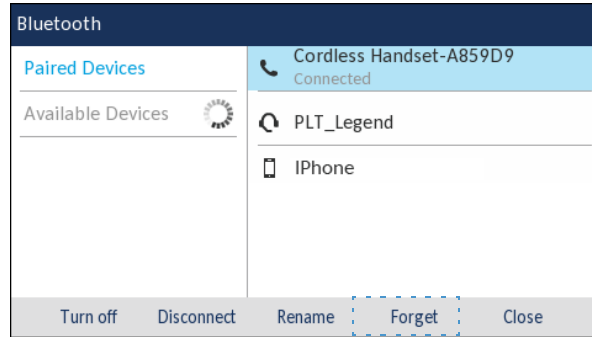 Bluetooth
Paired Devices
Available Devices
Cordless Handset-A859D9
Connected
PLT_Legend
IPhone
Turn off Disconnect Rename Forget Close